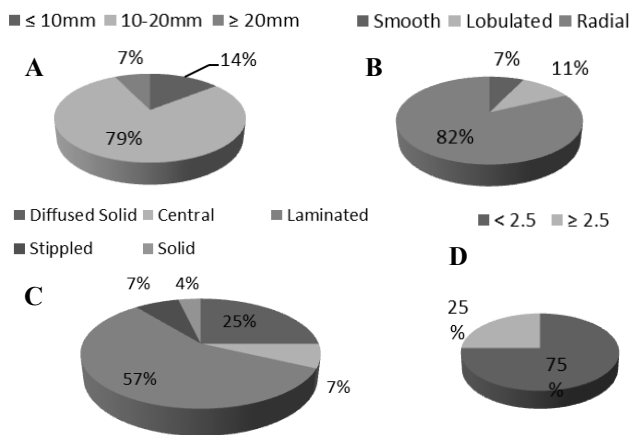 ≤ 10mm 10-20mm ≥ 20mm
A
7%
14%
79%
Smooth Lobulated Radial
B
7%
11%
82%
Diffused Solid Central Laminated
Stippled Solid
C
7%
4%
25%
57%
7%
< 2.5 ≥ 2.5
D
25
%
75
%